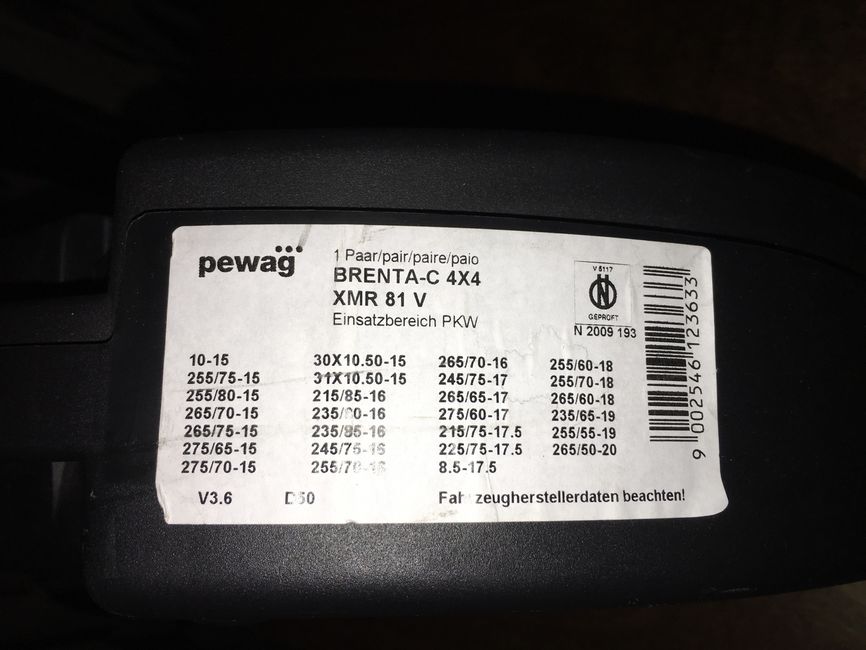 pewag
1 Paar/pair/paire/paio
BRENTA-C 4X4
XMR 81 V
Einsatzbereich PKW
V 5117
N
GEPRÜFT
N 2009 193
10-15
255/75-15
255/80-15
265/70-15
265/75-15
275/65-15
275/70-15
30X10.50-15
31X10.50-15
215/85-16
235/85-16
245/75-16
255/70-16
265/70-16
245/75-17
265/65-17
275/60-17
215/75-17.5
225/75-17.5
8.5-17.5
255/60-18
255/70-18
265/60-18
235/65-19
255/55-19
265/50-20
V3.6
Fahrzeugherstellerdaten beachten!
9 002546 123633